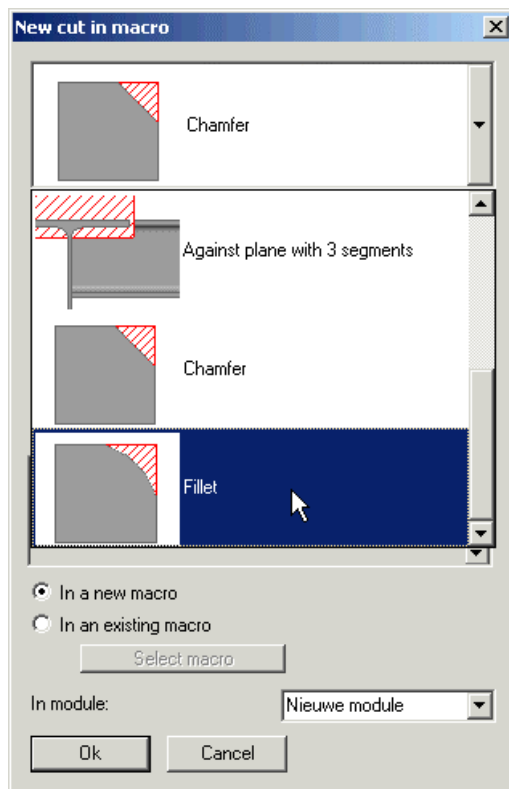 New cut in macro
Chamfer
Against plane with 3 segments
Chamfer
Fillet
In a new macro
In an existing macro
Select macro
In module:
Nieuwe module
Ok
Cancel